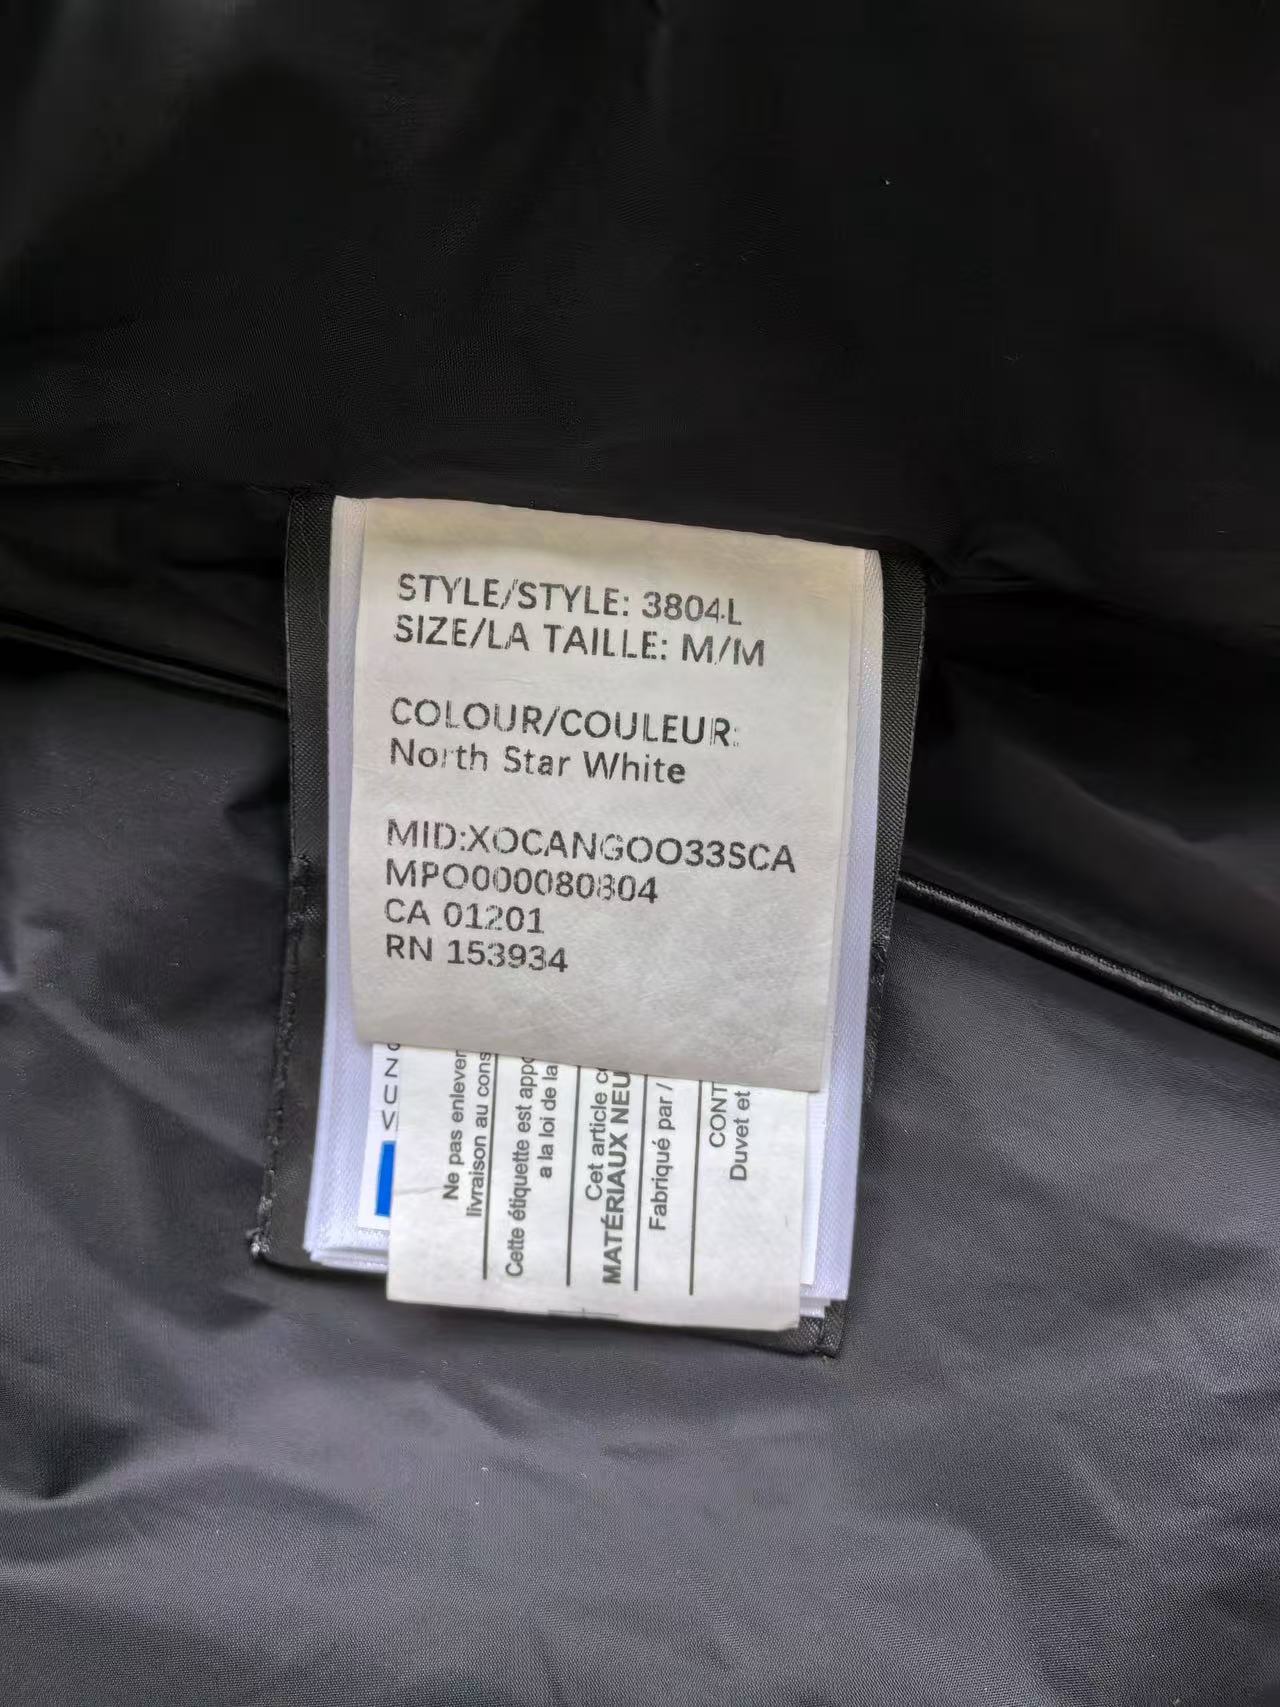 STYLE/STYLE: 3804L
SIZE/LA TAILLE: M/M
COLOUR/COULEUR:
North Star White
MID:XOCANGOO33SCA
MPO000080804
CA 01201
RN 153934
Ne pas enlever
livraison au cons
Cette étiquette est appo
a la loi de la
Cet article c
MATÉRIAUX NEU
Fabriqué par /
CONT
Duvet et